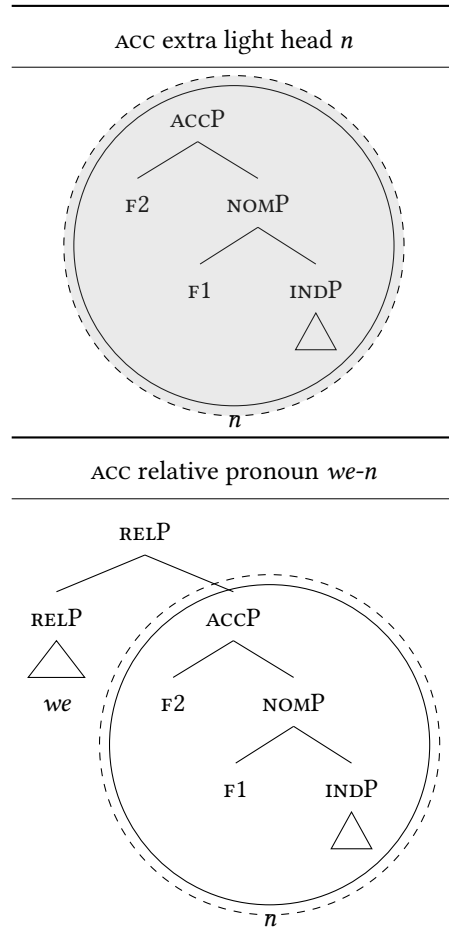 ACC extra light head n
ACCP
F2 NOMP
F1 INDP
n
ACC relative pronoun we-n
RELP
RELP ACCP
we F2 NOMP
F1 INDP
n